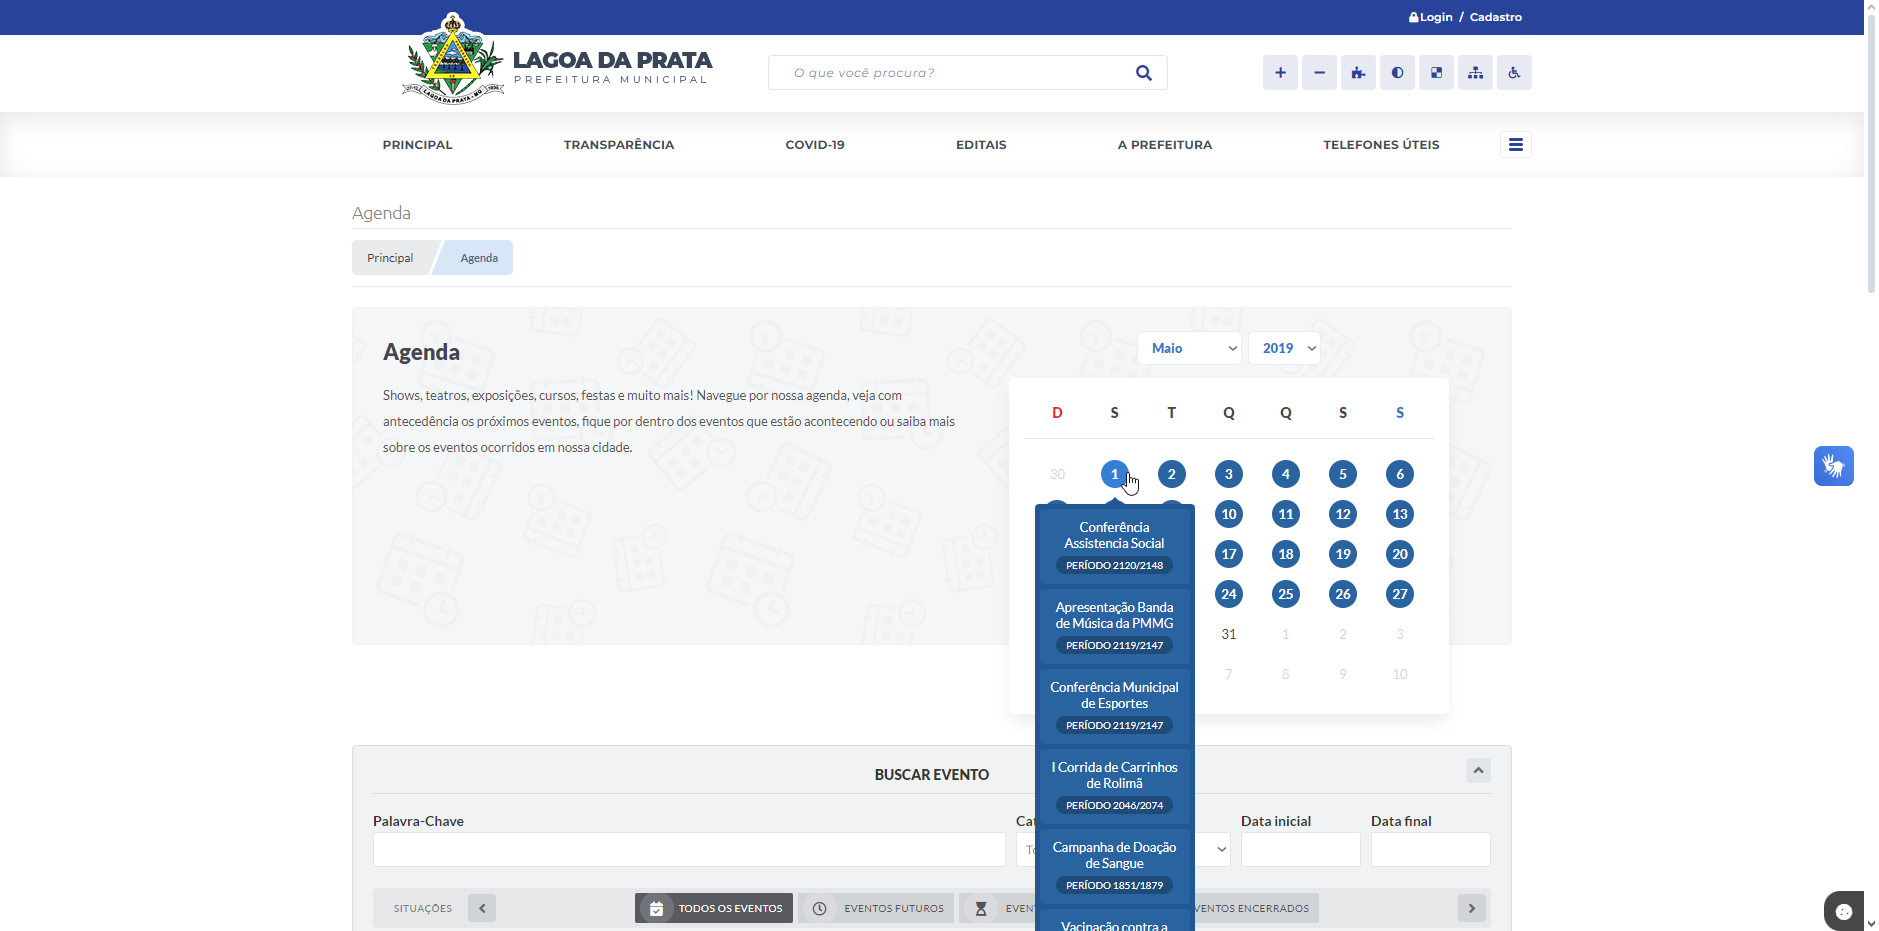 Login / Cadastro
LAGOA DA PRATA
PREFEITURA MUNICIPAL
LAGOA DA PRATA - MG
O que você procura?
PRINCIPAL
TRANSPARÊNCIA
COVID-19
EDITAIS
A PREFEITURA
TELEFONES ÚTEIS
Agenda
Principal
Agenda
Agenda
Shows, teatros, exposições, cursos, festas e muito mais! Navegue por nossa agenda, veja com
antecedência os próximos eventos, fique por dentro dos eventos que estão acontecendo ou saiba mais
sobre os eventos ocorridos em nossa cidade.
Maio
2019
D S T Q Q S S
30 1 2 3 4 5 6
10 11 12 13
17 18 19 20
24 25 26 27
31 1 2 3
7 8 9 10
Conferência
Assistencia Social
PERÍODO 2120/2148
Apresentação Banda
de Música da PMMG
PERÍODO 2119/2147
Conferência Municipal
de Esportes
PERÍODO 2119/2147
I Corrida de Carrinhos
de Rolimã
PERÍODO 2046/2074
Campanha de Doação
de Sangue
PERÍODO 1851/1879
Vacinação contra a
BUSCAR EVENTO
Palavra-Chave
Cat
Data inicial
Data final
SITUAÇÕES
TODOS OS EVENTOS
EVENTOS FUTUROS
EVEN
VENTOS ENCERRADOS